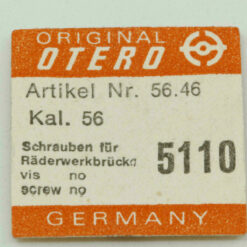 ORIGINAL
OTERO
Artikel Nr. 56.46
Kal. 56
Schrauben für
Räderwerkbrücke
vis no
screw no
5110
GERMANY